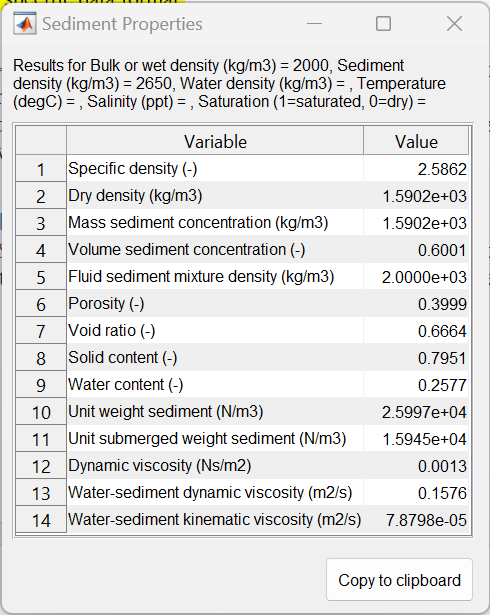 Sediment Properties
Results for Bulk or wet density (kg/m3) = 2000, Sediment
density (kg/m3) = 2650, Water density (kg/m3) = , Temperature
(degC) = , Salinity (ppt) = , Saturation (1=saturated, 0=dry) =
Variable Value
1 Specific density (-) 2.5862
2 Dry density (kg/m3) 1.5902e+03
3 Mass sediment concentration (kg/m3) 1.5902e+03
4 Volume sediment concentration (-) 0.6001
5 Fluid sediment mixture density (kg/m3) 2.0000e+03
6 Porosity (-) 0.3999
7 Void ratio (-) 0.6664
8 Solid content (-) 0.7951
9 Water content (-) 0.2577
10 Unit weight sediment (N/m3) 2.5997e+04
11 Unit submerged weight sediment (N/m3) 1.5945e+04
12 Dynamic viscosity (Ns/m2) 0.0013
13 Water-sediment dynamic viscosity (m2/s) 0.1576
14 Water-sediment kinematic viscosity (m2/s) 7.8798e-05
Copy to clipboard